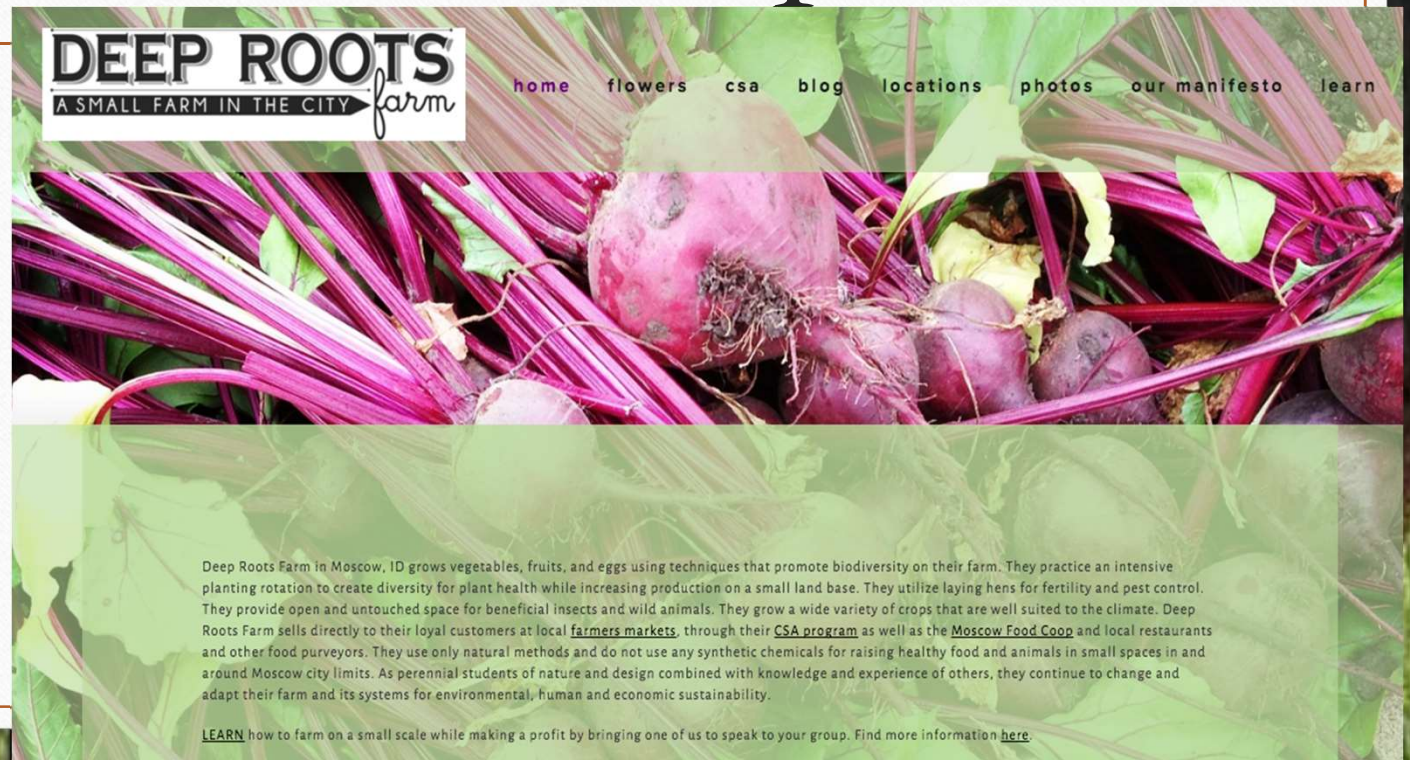 DEEP ROOTS
A SMALL FARM IN THE CITY farm
home flowers csa blog locations photos our manifesto learn
Deep Roots Farm in Moscow, ID grows vegetables, fruits, and eggs using techniques that promote biodiversity on their farm. They practice an intensive
planting rotation to create diversity for plant health while increasing production on a small land base. They utilize laying hens for fertility and pest control.
They provide open and untouched space for beneficial insects and wild animals. They grow a wide variety of crops that are well suited to the climate. Deep
Roots Farm sells directly to their loyal customers at local farmers markets, through their CSA program as well as the Moscow Food Coop and local restaurants
and other food purveyors. They use only natural methods and do not use any synthetic chemicals for raising healthy food and animals in small spaces in and
around Moscow city limits. As perennial students of nature and design combined with knowledge and experience of others, they continue to change and
adapt their farm and its systems for environmental, human and economic sustainability.
LEARN how to farm on a small scale while making a profit by bringing one of us to speak to your group. Find more information here.